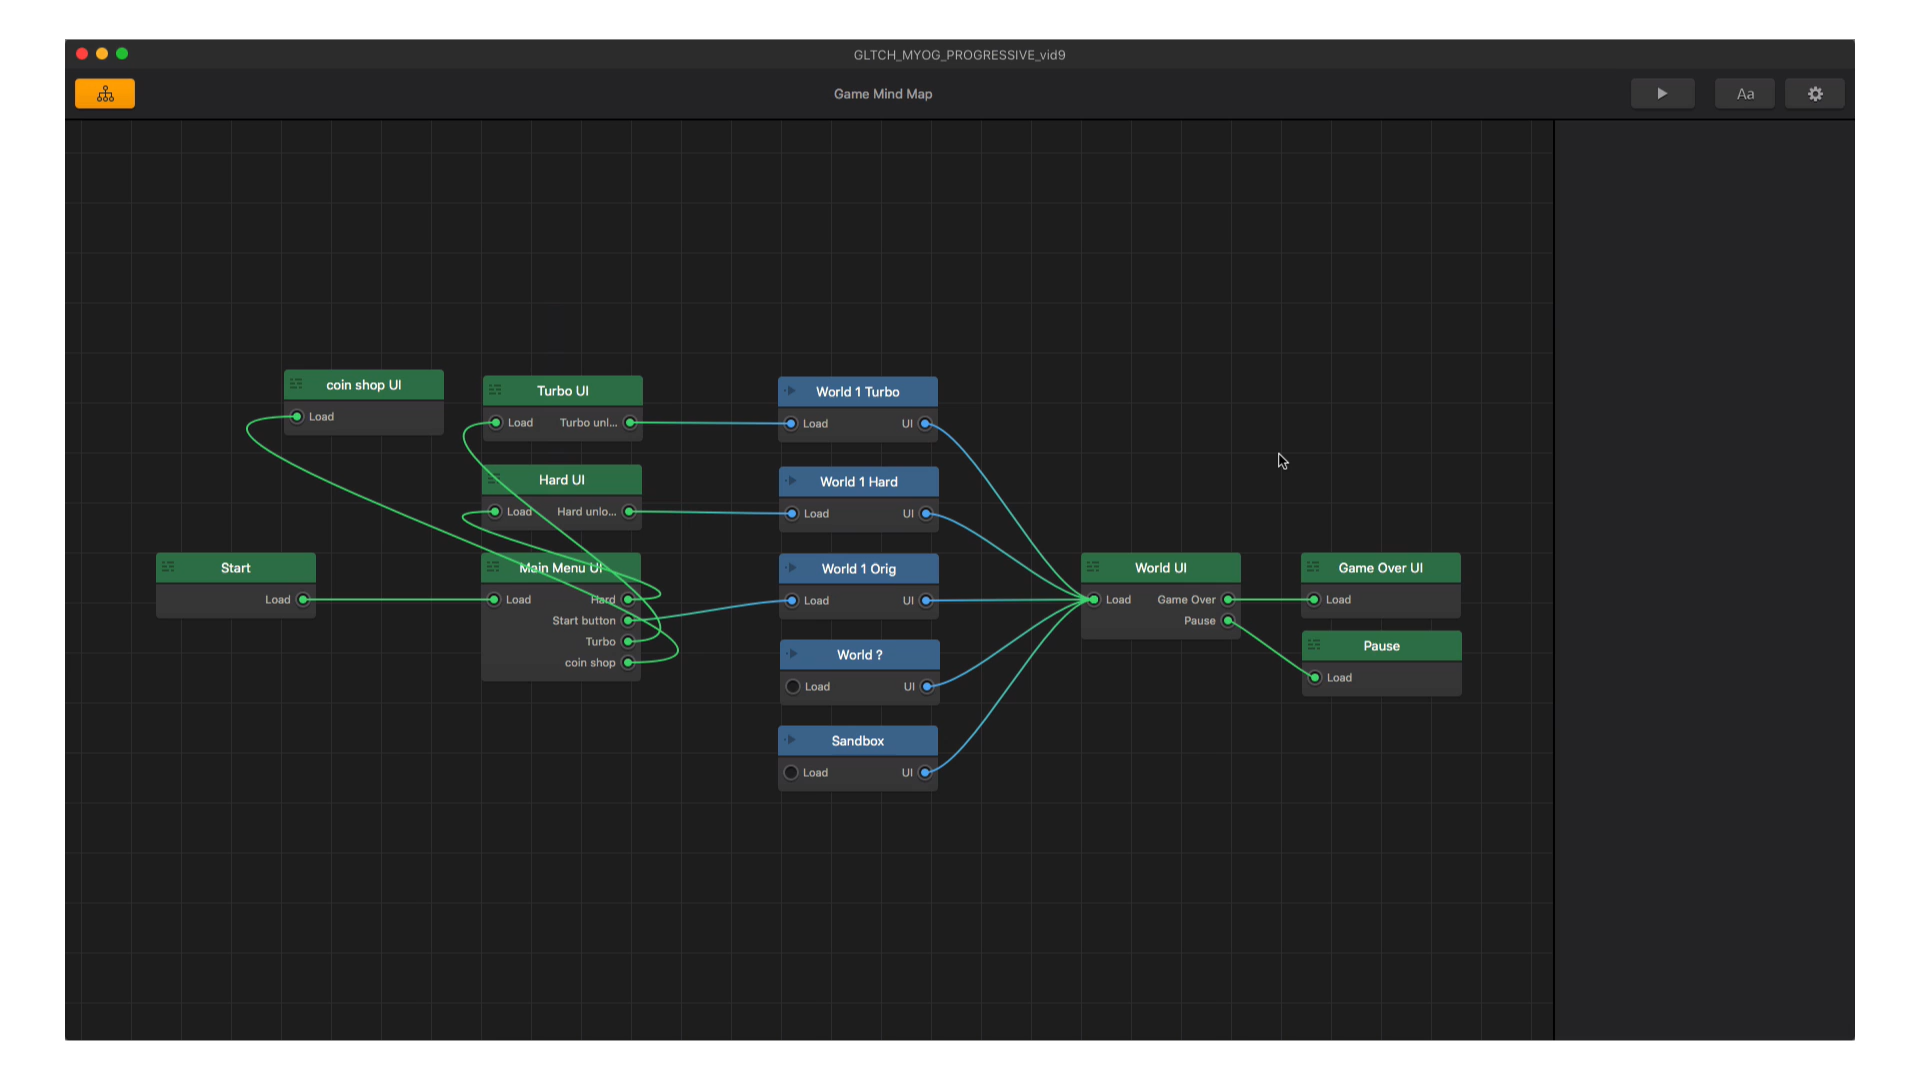 GLTCH_MYOG_PROGRESSIVE_vid9
Game Mind Map
Aa
coin shop UI
Load
Turbo UI
Load Turbo unl...
World 1 Turbo
Load UI
Hard UI
Load Hard unlo...
World 1 Hard
Load UI
Start
Load
Main Menu UI
Load Hard
Start button
Turbo
coin shop
World 1 Orig
Load UI
World ?
Load UI
Sandbox
Load UI
World UI
Load Game Over
Pause
Game Over UI
Load
Pause
Load